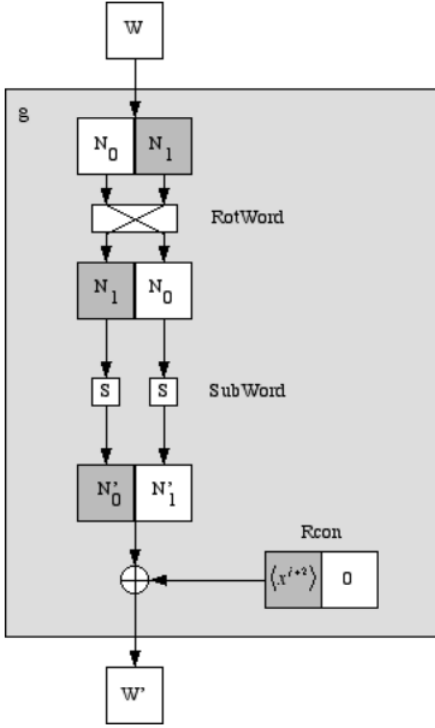 W
g
N0 N1
RotWord
N1 N0
S S SubWord
N'0 N'1
Rcon
⟨x^{i+2}⟩ 0
W'